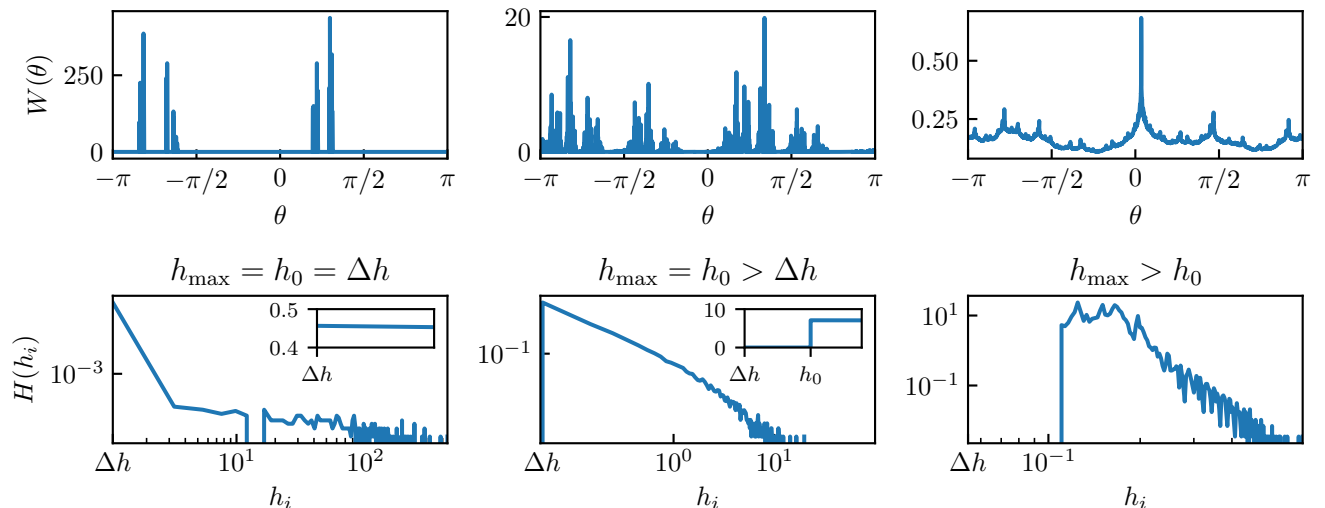 W(θ)
250
0
−π
−π/2
0
π/2
π
θ
20
0
−π
−π/2
0
π/2
π
θ
0.50
0.25
−π
−π/2
0
π/2
π
θ
h_max = h_0 = Δh
h_max = h_0 > Δh
h_max > h_0
H(h_i)
10^−3
0.5
0.4
Δh
Δh
10^1
10^2
h_i
10^−1
10
0
Δh
h_0
Δh
10^0
10^1
h_i
10^1
10^−1
Δh
10^−1
h_i